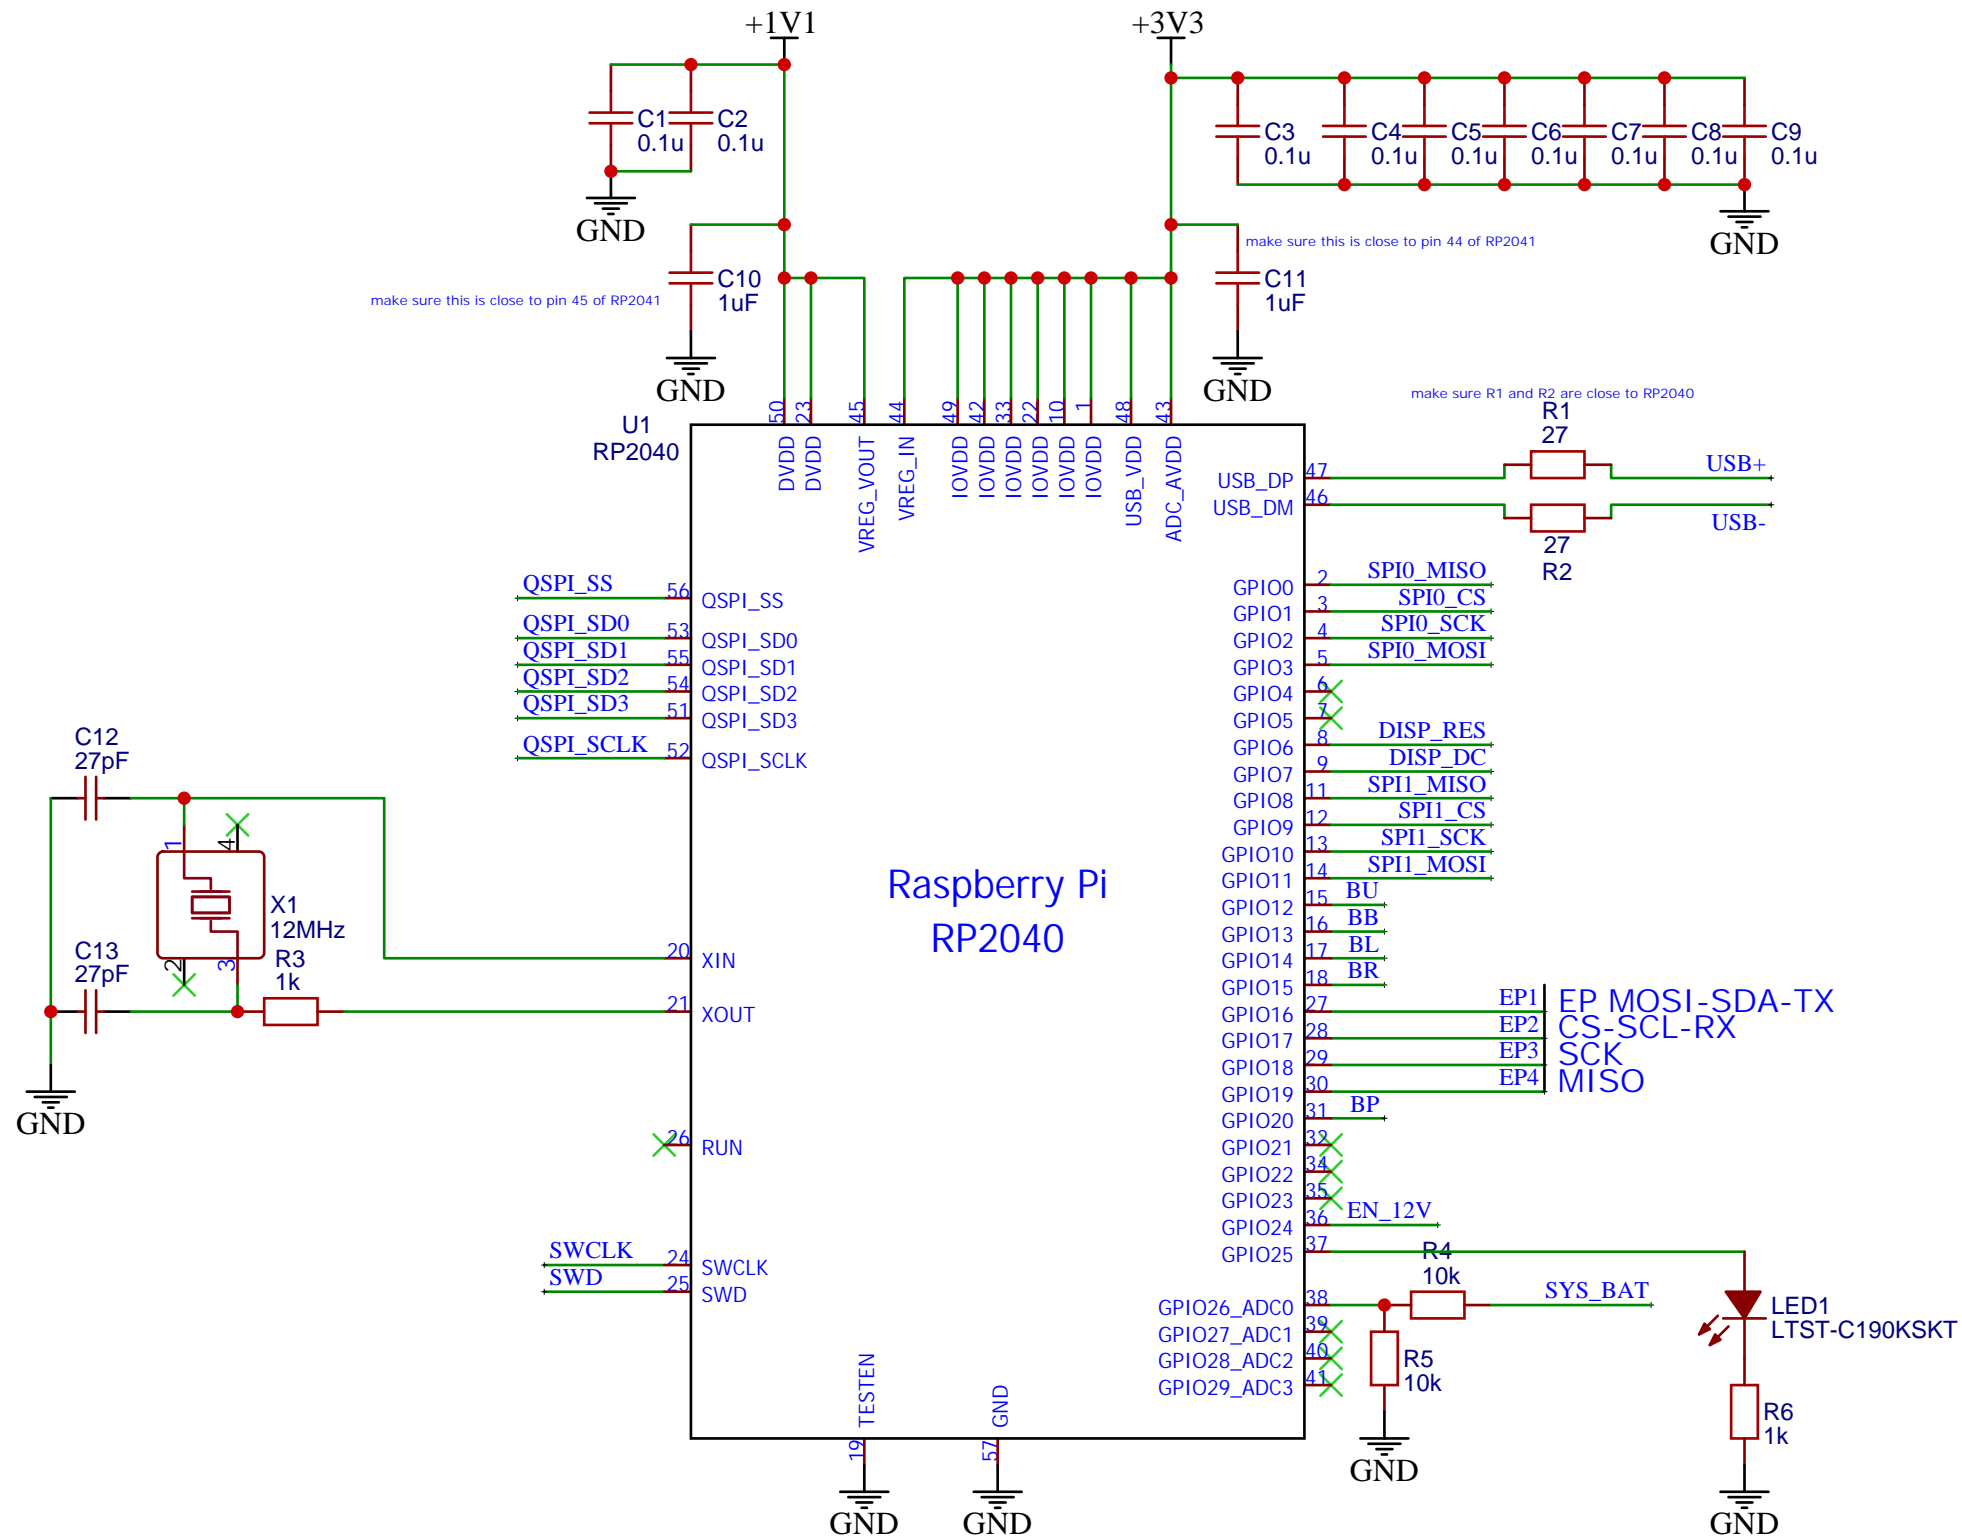 +1V1
+3V3
C1
0.1u
C2
0.1u
C3
0.1u
C4
0.1u
C5
0.1u
C6
0.1u
C7
0.1u
C8
0.1u
C9
0.1u
GND
GND
make sure this is close to pin 44 of RP2041
C10
1uF
C11
1uF
make sure this is close to pin 45 of RP2041
GND
GND
make sure R1 and R2 are close to RP2040
U1
RP2040
50
23
45
44
49
42
33
22
10
1
48
43
DVDD
DVDD
VREG_VOUT
VREG_IN
IOVDD
IOVDD
IOVDD
IOVDD
IOVDD
IOVDD
USB_VDD
ADC_AVDD
R1
27
USB_DP 47 USB+
USB_DM 46 USB-
27
R2
QSPI_SS 56 QSPI_SS
QSPI_SD0 53 QSPI_SD0
QSPI_SD1 55 QSPI_SD1
QSPI_SD2 54 QSPI_SD2
QSPI_SD3 51 QSPI_SD3
QSPI_SCLK 52 QSPI_SCLK
GPIO0 2 SPI0_MISO
GPIO1 3 SPI0_CS
GPIO2 4 SPI0_SCK
GPIO3 5 SPI0_MOSI
GPIO4 6
GPIO5 7
GPIO6 8 DISP_RES
GPIO7 9 DISP_DC
GPIO8 11 SPI1_MISO
GPIO9 12 SPI1_CS
GPIO10 13 SPI1_SCK
GPIO11 14 SPI1_MOSI
GPIO12 15 BU
GPIO13 16 BB
GPIO14 17 BL
GPIO15 18 BR
GPIO16 27 EP1 EP MOSI-SDA-TX
GPIO17 28 EP2 CS-SCL-RX
GPIO18 29 EP3 SCK
GPIO19 30 EP4 MISO
GPIO20 31 BP
GPIO21 32
GPIO22 34
GPIO23 35
GPIO24 36 EN_12V
GPIO25 37
Raspberry Pi
RP2040
C12
27pF
1
4
X1
12MHz
2
3
C13
27pF
R3
1k
20 XIN
21 XOUT
GND
26 RUN
SWCLK 24 SWCLK
SWD 25 SWD
R4
10k
GPIO26_ADC0 38 SYS_BAT
GPIO27_ADC1 39
GPIO28_ADC2 40
GPIO29_ADC3 41
R5
10k
LED1
LTST-C190KSKT
R6
1k
TESTEN
GND
19
57
GND
GND
GND
GND